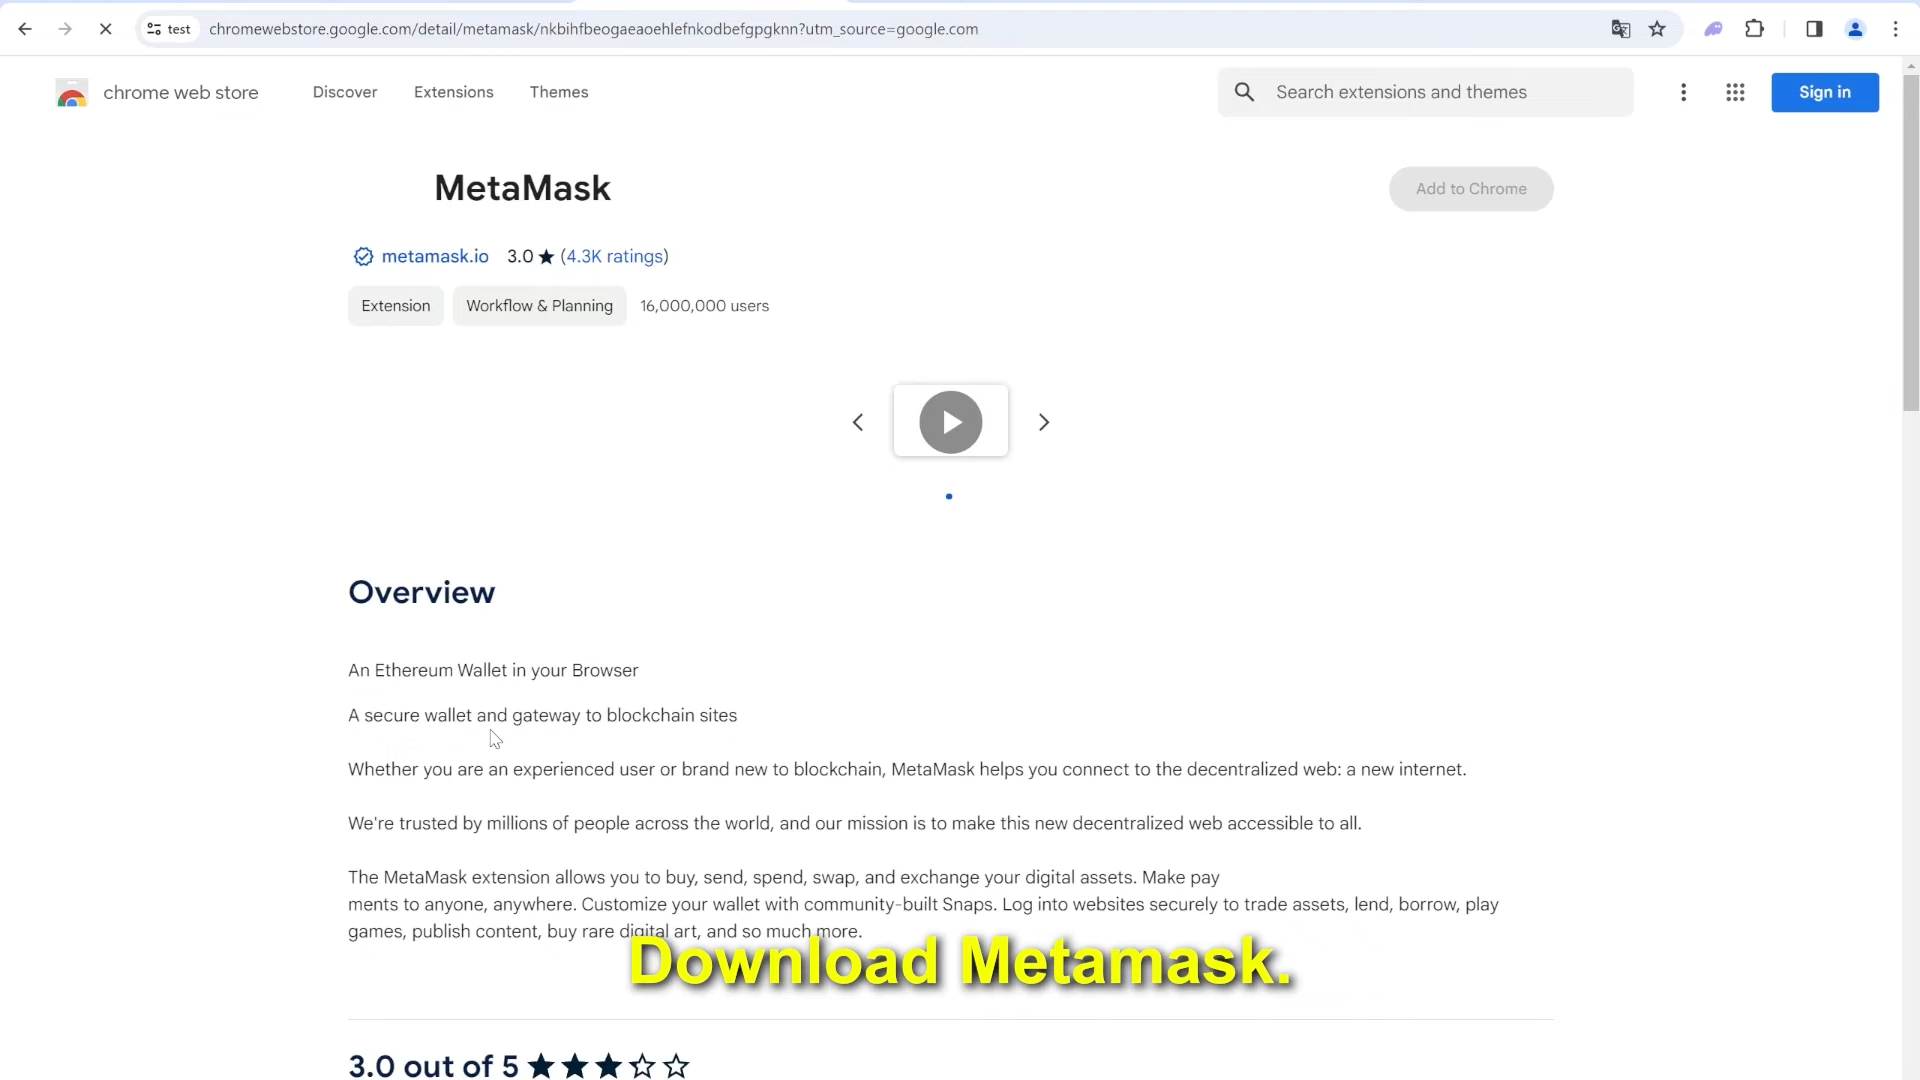 test
chromewebstore.google.com/detail/metamask/nkbihfbeogaeaoehlefnkodbefgpgknn?utm_source=google.com
chrome web store
Discover
Extensions
Themes
Search extensions and themes
Sign in
MetaMask
Add to Chrome
metamask.io 3.0 ★ (4.3K ratings)
Extension
Workflow & Planning
16,000,000 users
Overview
An Ethereum Wallet in your Browser
A secure wallet and gateway to blockchain sites
Whether you are an experienced user or brand new to blockchain, MetaMask helps you connect to the decentralized web: a new internet.
We're trusted by millions of people across the world, and our mission is to make this new decentralized web accessible to all.
The MetaMask extension allows you to buy, send, spend, swap, and exchange your digital assets. Make pay
ments to anyone, anywhere. Customize your wallet with community-built Snaps. Log into websites securely to trade assets, lend, borrow, play
games, publish content, buy rare digital art, and so much more.
Download Metamask.
3.0 out of 5